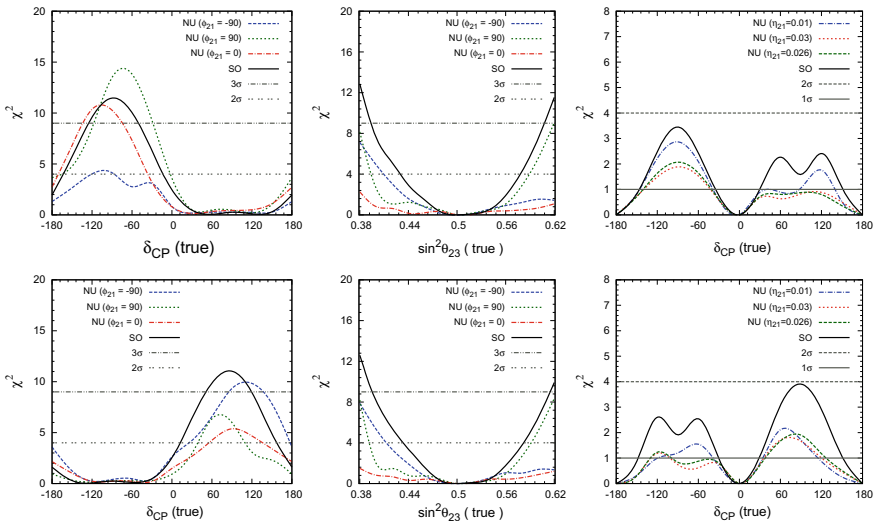 NU (ϕ21 = -90)
NU (ϕ21 = 90)
NU (ϕ21 = 0)
SO
3σ
2σ
χ²
20
15
10
5
0
-180 -120 -60 0 60 120 180
δCP (true)
NU (ϕ21 = -90)
NU (ϕ21 = 90)
NU (ϕ21 = 0)
SO
3σ
2σ
χ²
20
16
12
8
4
0
0.38 0.44 0.5 0.56 0.62
sin²θ23 ( true )
NU (η21=0.01)
NU (η21=0.03)
NU (η21=0.026)
SO
2σ
1σ
χ²
8
7
6
5
4
3
2
1
0
-180 -120 -60 0 60 120 180
δCP (true)
NU (ϕ21 = -90)
NU (ϕ21 = 90)
NU (ϕ21 = 0)
SO
3σ
2σ
χ²
20
15
10
5
0
-180 -120 -60 0 60 120 180
δCP (true)
NU (ϕ21 = -90)
NU (ϕ21 = 90)
NU (ϕ21 = 0)
SO
3σ
2σ
χ²
20
16
12
8
4
0
0.38 0.44 0.5 0.56 0.62
sin²θ23 ( true )
NU (η21=0.01)
NU (η21=0.03)
NU (η21=0.026)
SO
2σ
1σ
χ²
8
7
6
5
4
3
2
1
0
-180 -120 -60 0 60 120 180
δCP (true)